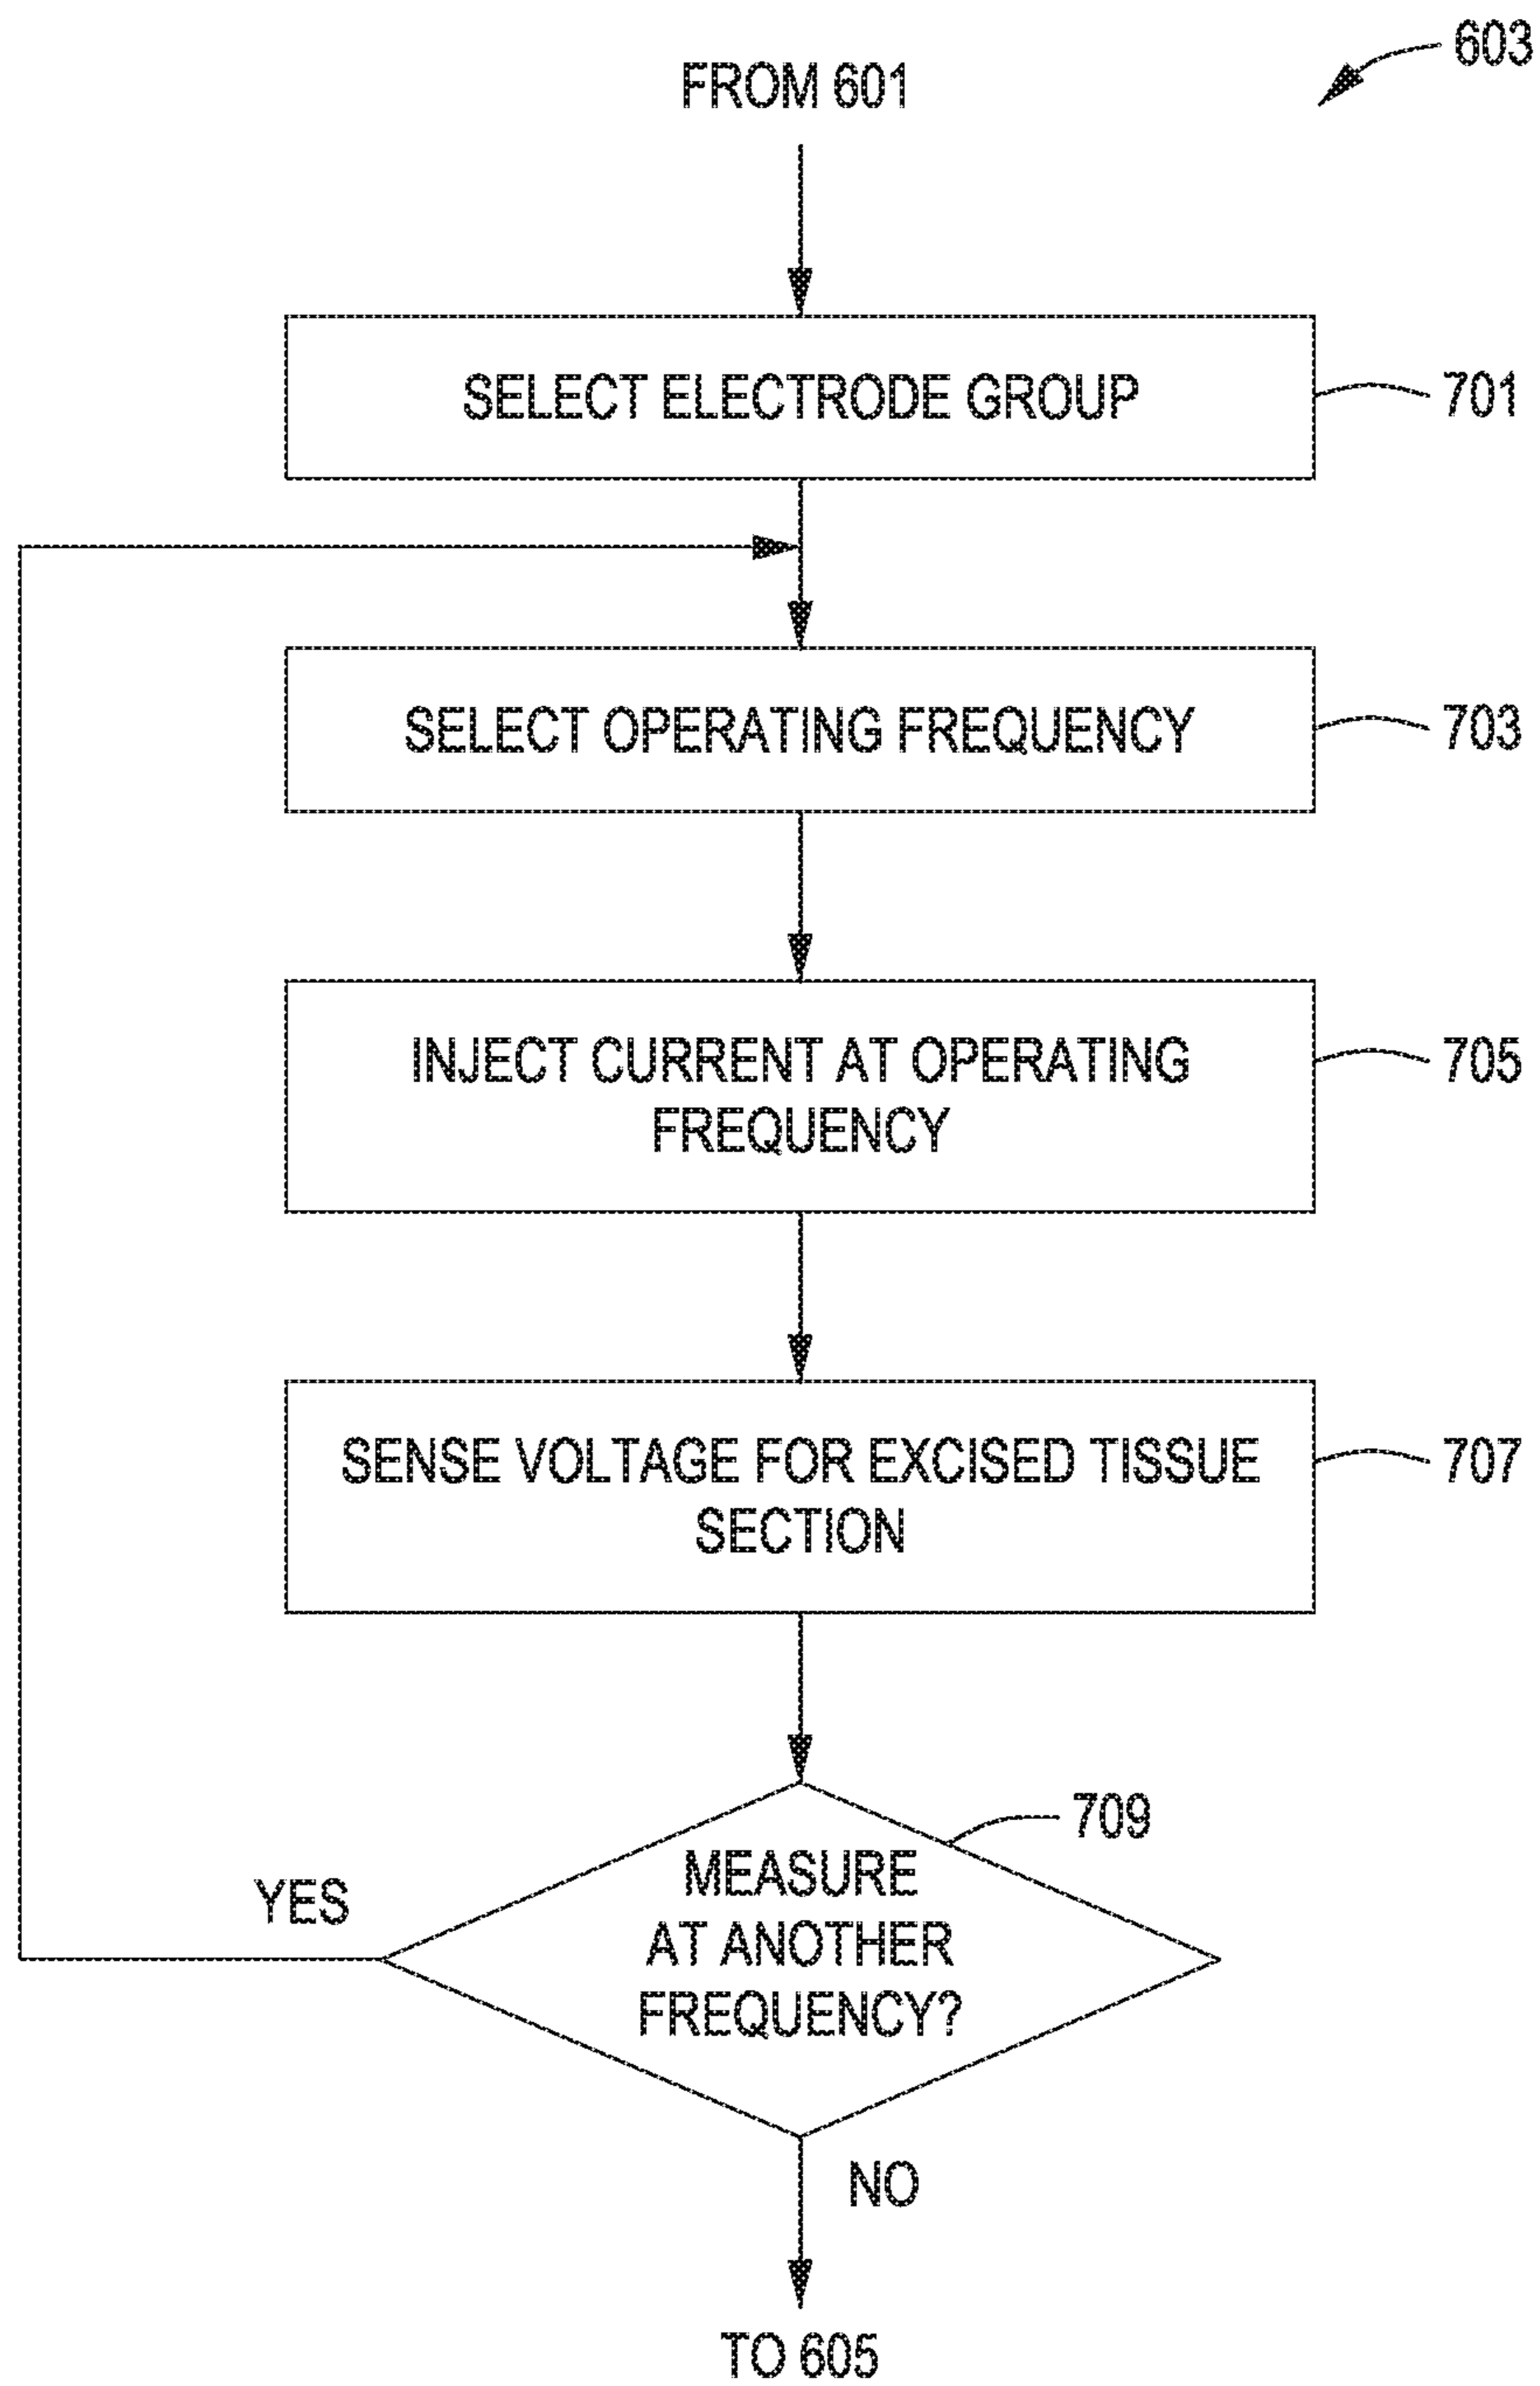 603
FROM 601
SELECT ELECTRODE GROUP
701
SELECT OPERATING FREQUENCY
703
INJECT CURRENT AT OPERATING
FREQUENCY
705
SENSE VOLTAGE FOR EXCISED TISSUE
SECTION
707
709
MEASURE
AT ANOTHER
FREQUENCY?
YES
NO
TO 605